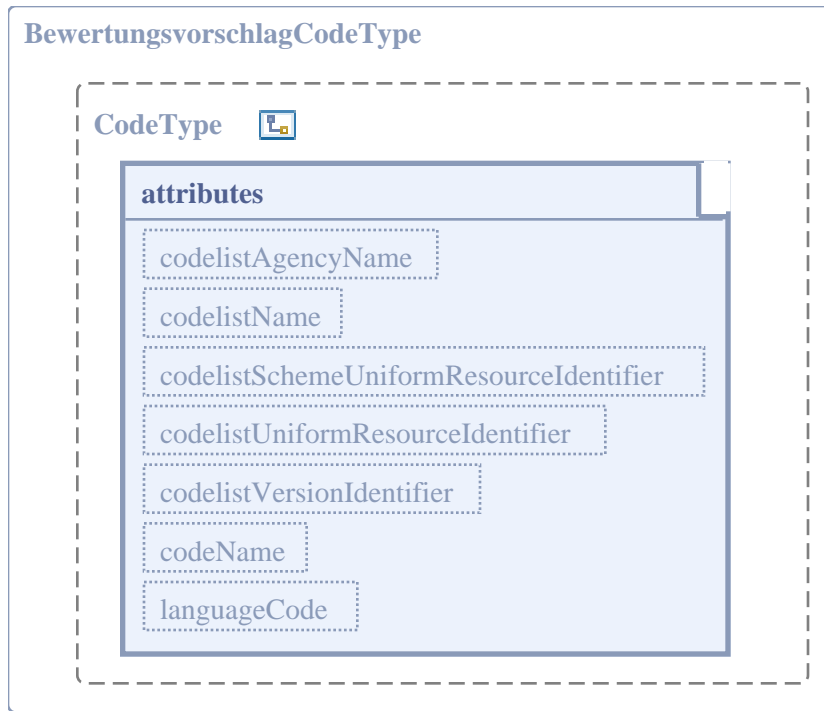 BewertungsvorschlagCodeType
CodeType
attributes
codelistAgencyName
codelistName
codelistSchemeUniformResourceIdentifier
codelistUniformResourceIdentifier
codelistVersionIdentifier
codeName
languageCode